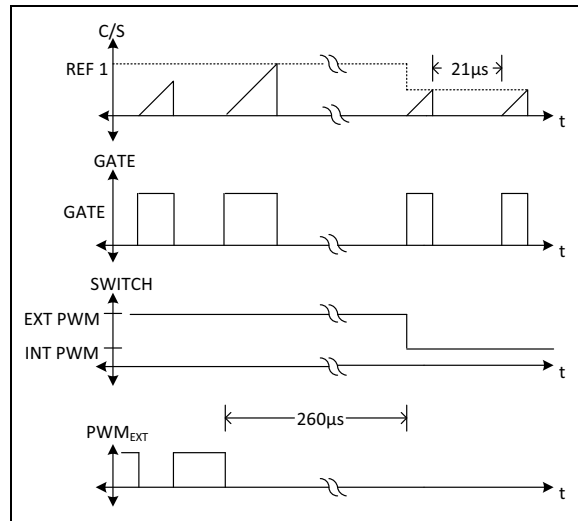 C/S
REF 1
21µs
t
GATE
GATE
t
SWITCH
EXT PWM
INT PWM
t
260µs
PWMEXT
t